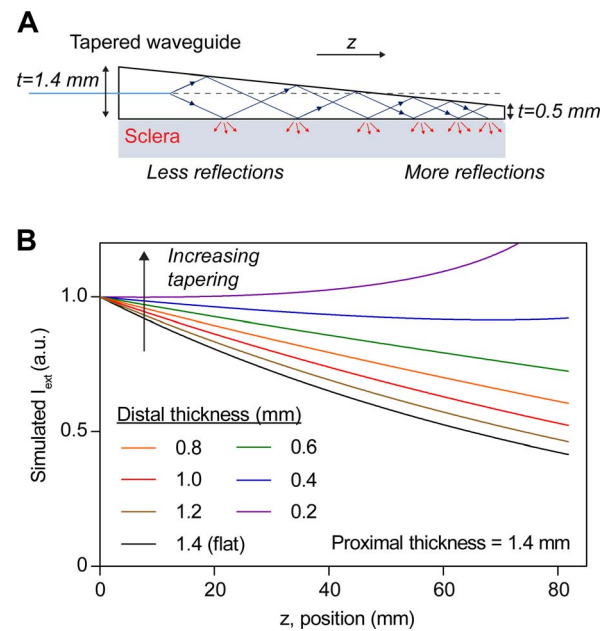 A
Tapered waveguide
z
t=1.4 mm
t=0.5 mm
Sclera
Less reflections
More reflections
B
Increasing
tapering
1.0
0.5
0
Simulated I_ext (a.u.)
Distal thickness (mm)
0.8
0.6
1.0
0.4
1.2
0.2
1.4 (flat)
Proximal thickness = 1.4 mm
0
20
40
60
80
z, position (mm)